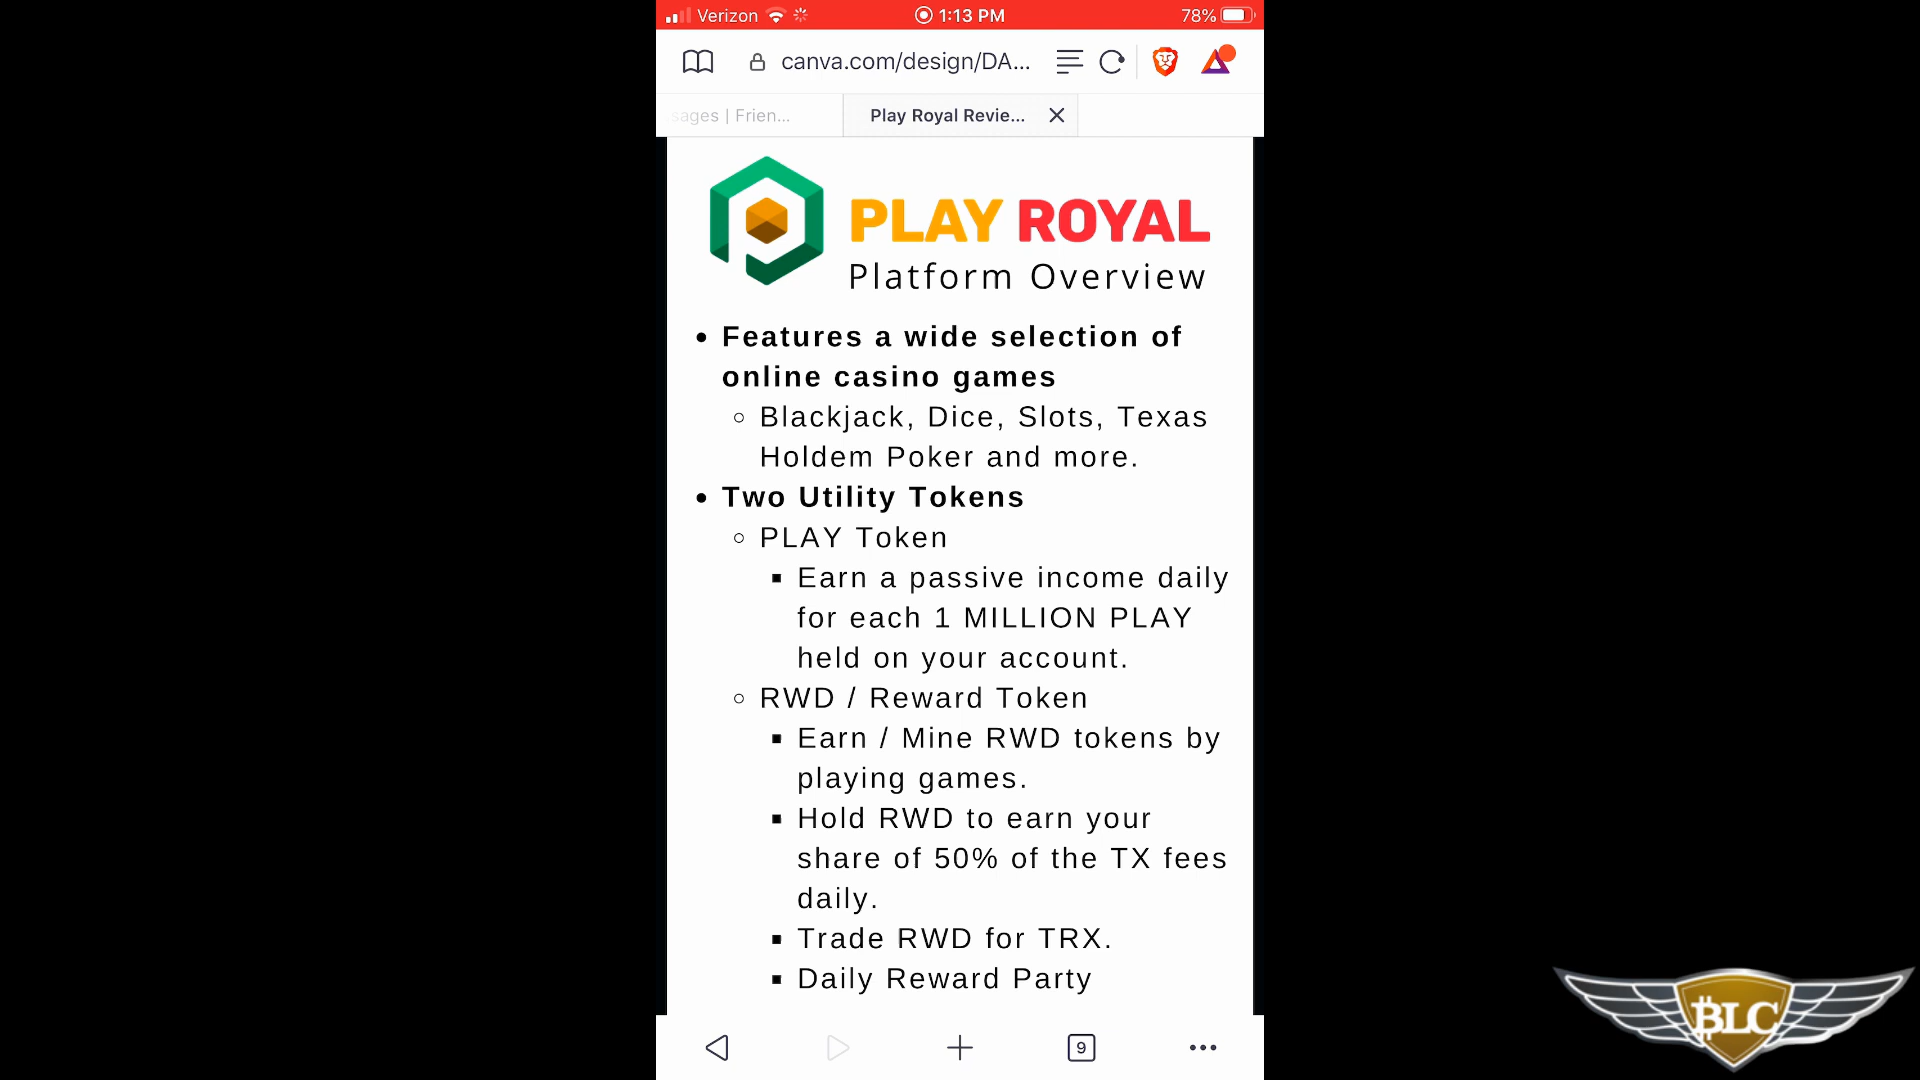 Verizon 1:13 PM 78%
canva.com/design/DA...
sages | Frien... Play Royal Revie...
PLAY ROYAL
Platform Overview
• Features a wide selection of
online casino games
◦ Blackjack, Dice, Slots, Texas
Holdem Poker and more.
• Two Utility Tokens
◦ PLAY Token
▪ Earn a passive income daily
for each 1 MILLION PLAY
held on your account.
◦ RWD / Reward Token
▪ Earn / Mine RWD tokens by
playing games.
▪ Hold RWD to earn your
share of 50% of the TX fees
daily.
▪ Trade RWD for TRX.
▪ Daily Reward Party
9
BLC